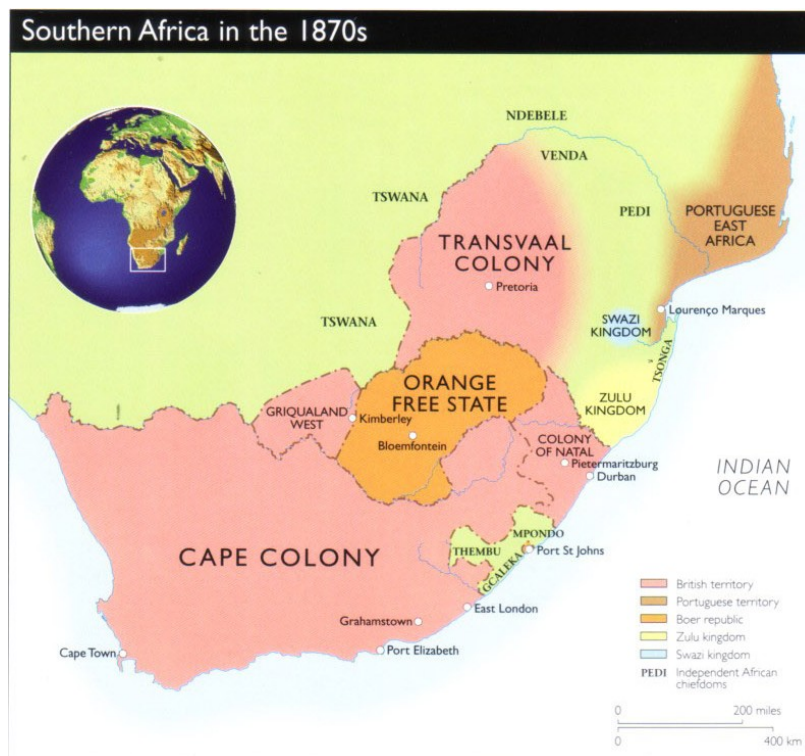 Southern Africa in the 1870s
NDEBELE
VENDA
TSWANA
PEDI
PORTUGUESE
EAST
AFRICA
TRANSVAAL
COLONY
Pretoria
Lourenço Marques
SWAZI
KINGDOM
TSWANA
TSONGA
ORANGE
FREE STATE
ZULU
KINGDOM
GRIQUALAND
WEST
Kimberley
Bloemfontein
COLONY
OF NATAL
Pietermaritzburg
Durban
INDIAN
OCEAN
MPONDO
THEMBU
Port St Johns
GCALEKA
CAPE COLONY
East London
Grahamstown
Port Elizabeth
Cape Town
British territory
Portuguese territory
Boer republic
Zulu kingdom
Swazi kingdom
PEDI Independent African
chiefdoms
0 200 miles
0 400 km